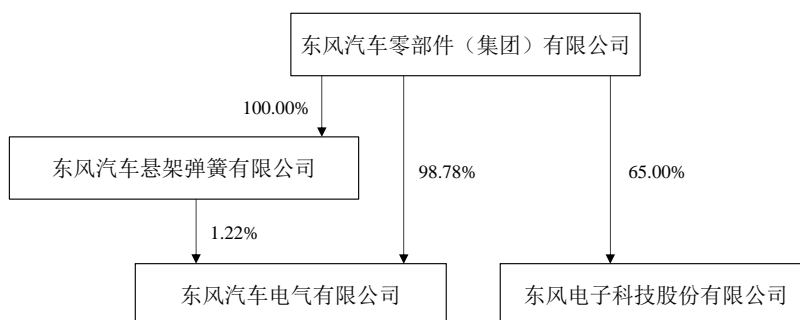 东风汽车零部件（集团）有限公司
100.00%
东风汽车悬架弹簧有限公司
98.78%
65.00%
1.22%
东风汽车电气有限公司
东风电子科技股份有限公司